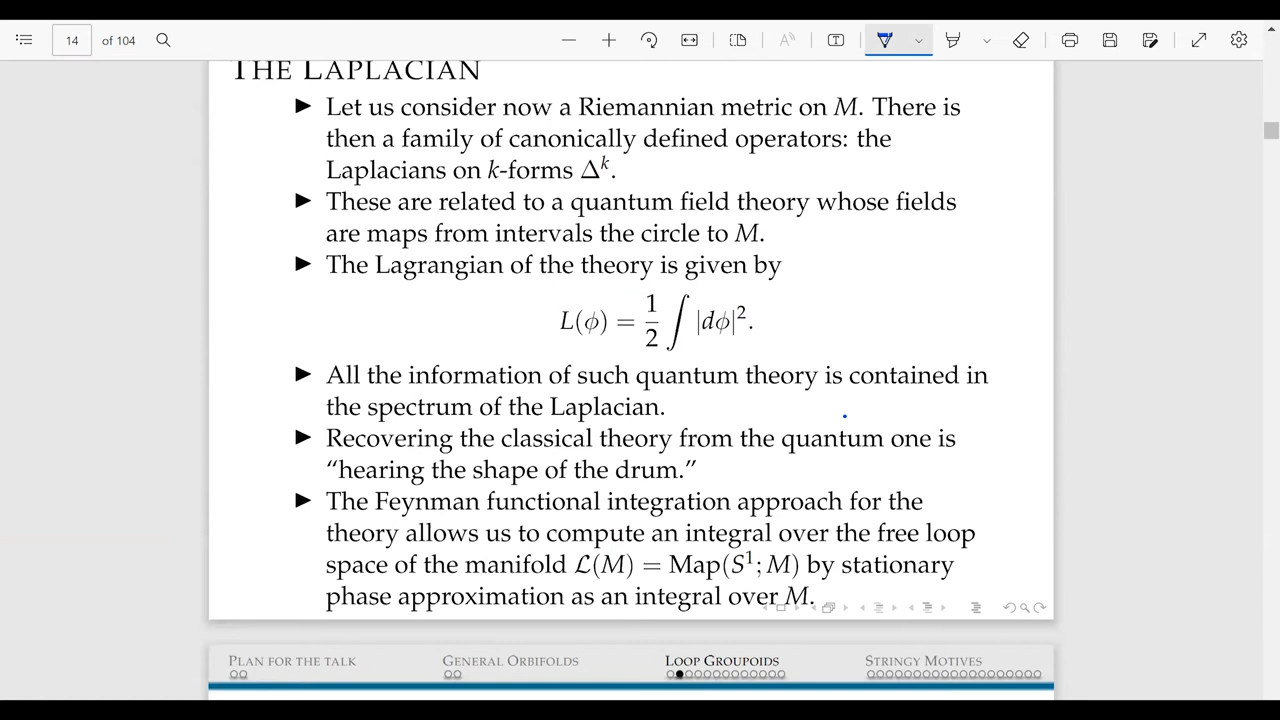 14 of 104
THE LAPLACIAN
▶ Let us consider now a Riemannian metric on M. There is
then a family of canonically defined operators: the
Laplacians on k-forms Δᵏ.
▶ These are related to a quantum field theory whose fields
are maps from intervals the circle to M.
▶ The Lagrangian of the theory is given by
L(ϕ) = 1/2 ∫ |dϕ|².
▶ All the information of such quantum theory is contained in
the spectrum of the Laplacian.
▶ Recovering the classical theory from the quantum one is
“hearing the shape of the drum.”
▶ The Feynman functional integration approach for the
theory allows us to compute an integral over the free loop
space of the manifold ℒ(M) = Map(S¹; M) by stationary
phase approximation as an integral over M.
PLAN FOR THE TALK GENERAL ORBIFOLDS LOOP GROUPOIDS STRINGY MOTIVES